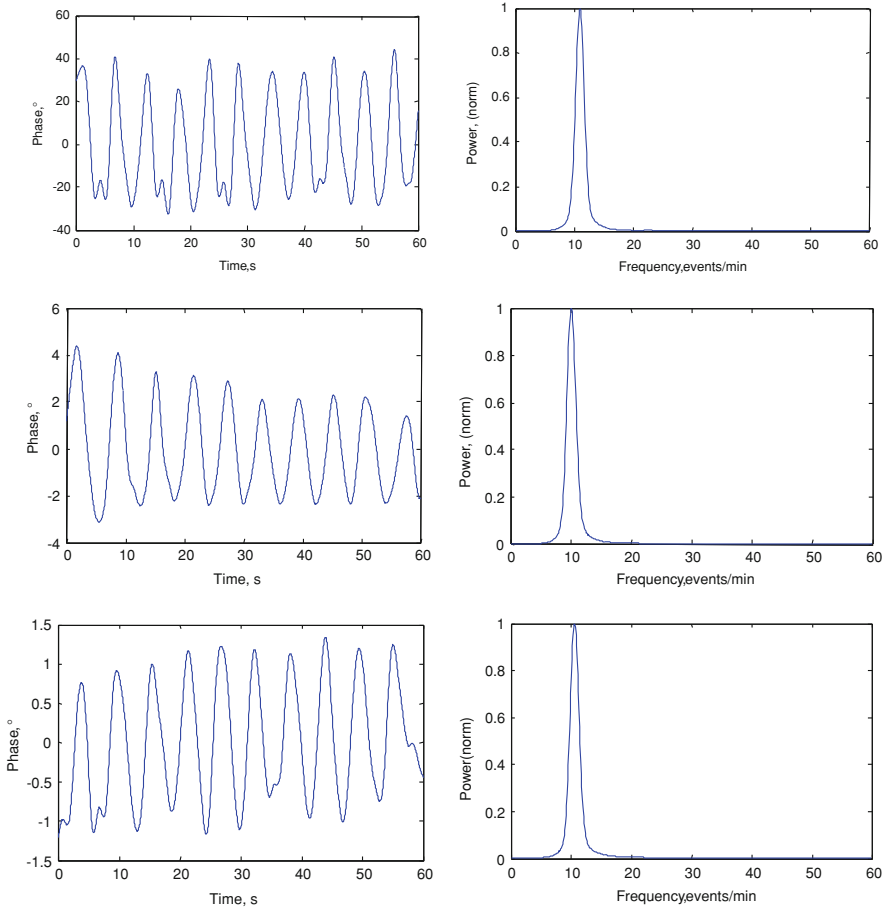 60
40
20
0
-20
-40
Phase,°
0 10 20 30 40 50 60
Time,s
1
0.8
0.6
0.4
0.2
0
Power, (norm)
0 10 20 30 40 50 60
Frequency,events/min
6
4
2
0
-2
-4
Phase, °
0 10 20 30 40 50 60
Time, s
1
0.8
0.6
0.4
0.2
0
Power, (norm)
0 10 20 30 40 50 60
Frequency,events/min
1.5
1
0.5
0
-0.5
-1
-1.5
Phase,°
0 10 20 30 40 50 60
Time, s
1
0.8
0.6
0.4
0.2
0
Power(norm)
0 10 20 30 40 50 60
Frequency,events/min